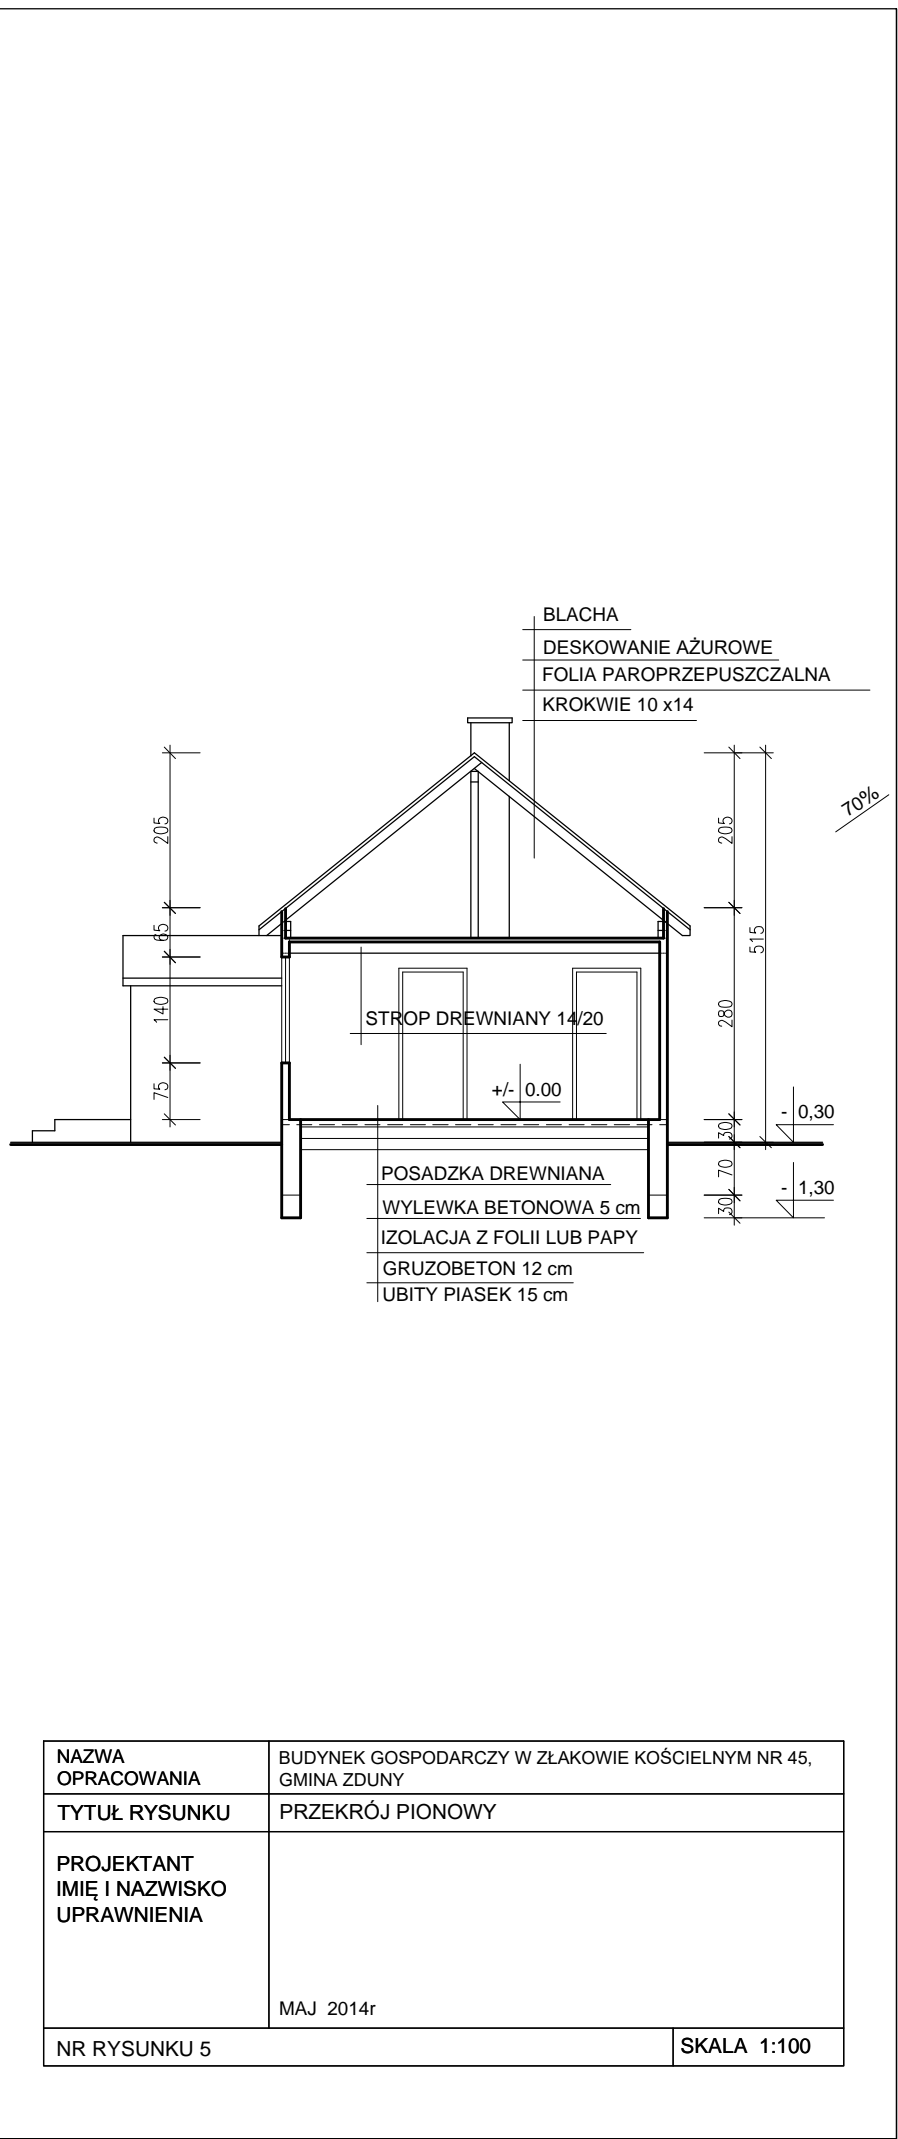 BLACHA
DESKOWANIE AŻUROWE
FOLIA PAROPRZEPUSZCZALNA
KROKWIE 10 x14
70%
205
205
65
515
140
280
STROP DREWNIANY 14/20
75
+/- 0.00
- 0,30
30
70
- 1,30
30
POSADZKA DREWNIANA
WYLEWKA BETONOWA 5 cm
IZOLACJA Z FOLII LUB PAPY
GRUZOBETON 12 cm
UBITY PIASEK 15 cm
NAZWA
OPRACOWANIA
BUDYNEK GOSPODARCZY W ZŁAKOWIE KOŚCIELNYM NR 45,
GMINA ZDUNY
TYTUŁ RYSUNKU
PRZEKRÓJ PIONOWY
PROJEKTANT
IMIĘ I NAZWISKO
UPRAWNIENIA
MAJ 2014r
NR RYSUNKU 5
SKALA 1:100